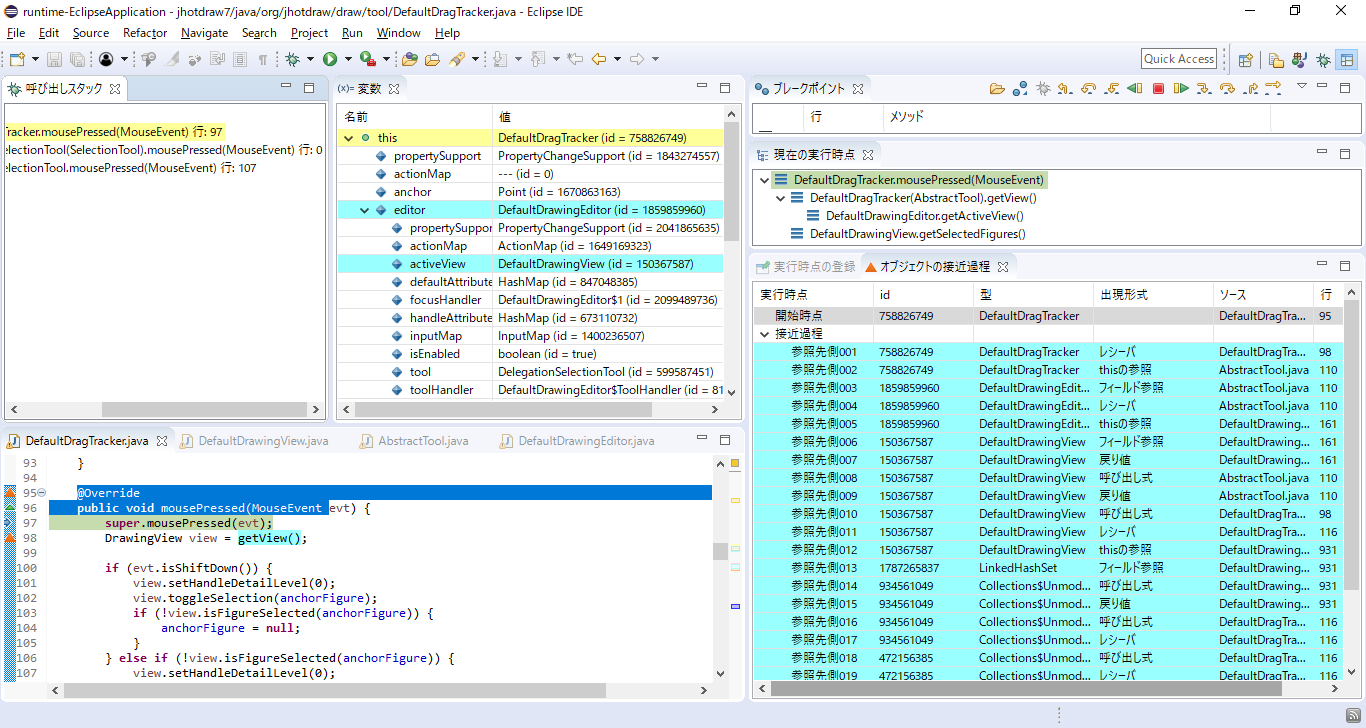 runtime-EclipseApplication - jhotdraw7/java/org/jhotdraw/draw/tool/DefaultDragTracker.java - Eclipse IDE
File Edit Source Refactor Navigate Search Project Run Window Help
Quick Access
呼び出しスタック
Tracker.mousePressed(MouseEvent) 行: 97
electionTool(SelectionTool).mousePressed(MouseEvent) 行: 0
electionTool.mousePressed(MouseEvent) 行: 107
(x)= 変数
名前 値
this DefaultDragTracker (id = 758826749)
propertySupport PropertyChangeSupport (id = 1843274557)
actionMap --- (id = 0)
anchor Point (id = 1670863163)
editor DefaultDrawingEditor (id = 1859859960)
propertySuppor PropertyChangeSupport (id = 2041865635)
actionMap ActionMap (id = 1649169323)
activeView DefaultDrawingView (id = 150367587)
defaultAttribute HashMap (id = 847048385)
focusHandler DefaultDrawingEditor$1 (id = 2099489736)
handleAttribute HashMap (id = 673110732)
inputMap InputMap (id = 1400236507)
isEnabled boolean (id = true)
tool DelegationSelectionTool (id = 599587451)
toolHandler DefaultDrawingEditor$ToolHandler (id = 81
ブレークポイント
行 メソッド
現在の実行時点
DefaultDragTracker.mousePressed(MouseEvent)
DefaultDragTracker(AbstractTool).getView()
DefaultDrawingEditor.getActiveView()
DefaultDrawingView.getSelectedFigures()
実行時点の登録 オブジェクトの接近過程
実行時点 id 型 出現形式 ソース 行
開始時点 758826749 DefaultDragTracker DefaultDragTra... 95
接近過程
参照先側001 758826749 DefaultDragTracker レシーバ DefaultDragTra... 98
参照先側002 758826749 DefaultDragTracker thisの参照 AbstractTool.java 110
参照先側003 1859859960 DefaultDrawingEdit... フィールド参照 AbstractTool.java 110
参照先側004 1859859960 DefaultDrawingEdit... レシーバ AbstractTool.java 110
参照先側005 1859859960 DefaultDrawingEdit... thisの参照 DefaultDrawing... 161
参照先側006 150367587 DefaultDrawingView フィールド参照 DefaultDrawing... 161
参照先側007 150367587 DefaultDrawingView 戻り値 DefaultDrawing... 161
参照先側008 150367587 DefaultDrawingView 呼び出し式 AbstractTool.java 110
参照先側009 150367587 DefaultDrawingView 戻り値 AbstractTool.java 110
参照先側010 150367587 DefaultDrawingView 呼び出し式 DefaultDragTra... 98
参照先側011 150367587 DefaultDrawingView レシーバ DefaultDragTra... 116
参照先側012 150367587 DefaultDrawingView thisの参照 DefaultDrawing... 931
参照先側013 1787265837 LinkedHashSet フィールド参照 DefaultDrawing... 931
参照先側014 934561049 Collections$Unmod... 呼び出し式 DefaultDrawing... 931
参照先側015 934561049 Collections$Unmod... 戻り値 DefaultDrawing... 931
参照先側016 934561049 Collections$Unmod... 呼び出し式 DefaultDragTra... 116
参照先側017 934561049 Collections$Unmod... レシーバ DefaultDragTra... 116
参照先側018 472156385 Collections$Unmod... 呼び出し式 DefaultDragTra... 116
参照先側019 472156385 Collections$Unmod... レシーバ DefaultDragTra... 116
DefaultDragTracker.java DefaultDrawingView.java AbstractTool.java DefaultDrawingEditor.java
93 }
94
95 @Override
96 public void mousePressed(MouseEvent evt) {
97 super.mousePressed(evt);
98 DrawingView view = getView();
99
100 if (evt.isShiftDown()) {
101 view.setHandleDetailLevel(0);
102 view.toggleSelection(anchorFigure);
103 if (!view.isFigureSelected(anchorFigure)) {
104 anchorFigure = null;
105 }
106 } else if (!view.isFigureSelected(anchorFigure)) {
107 view.setHandleDetailLevel(0);